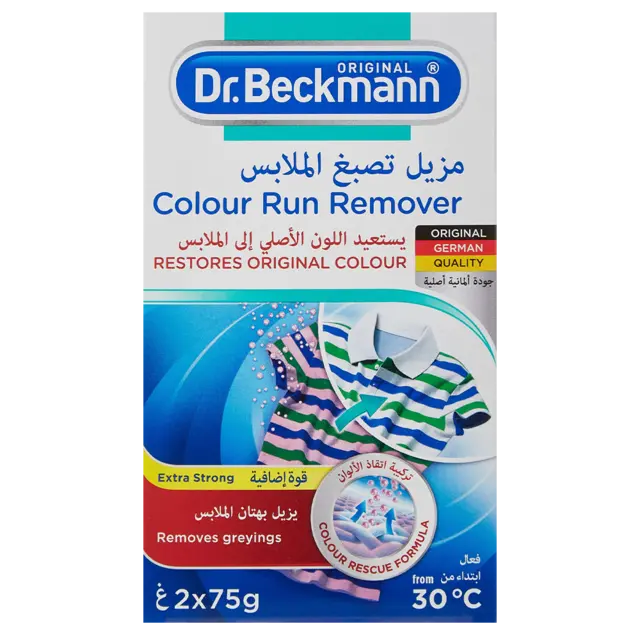 ORIGINAL
Dr.Beckmann®
مزيل تصبغ الملابس
Colour Run Remover
يستعيد اللون الأصلي إلى الملابس
RESTORES ORIGINAL COLOUR
ORIGINAL
GERMAN
QUALITY
جودة ألمانية أصلية
Extra Strong قوة إضافية
يزيل بهتان الملابس
Removes greyings
تركيبة انقاذ الألوان
COLOUR RESCUE FORMULA
فعال
ابتداء من
from
30 °C
2x75g غ